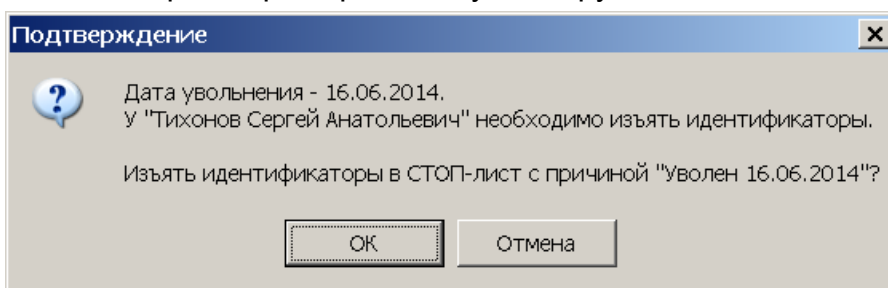 Подтверждение
Дата увольнения - 16.06.2014.
У "Тихонов Сергей Анатольевич" необходимо изъять идентификаторы.
Изъять идентификаторы в СТОП-лист с причиной "Уволен 16.06.2014"?
ОК
Отмена